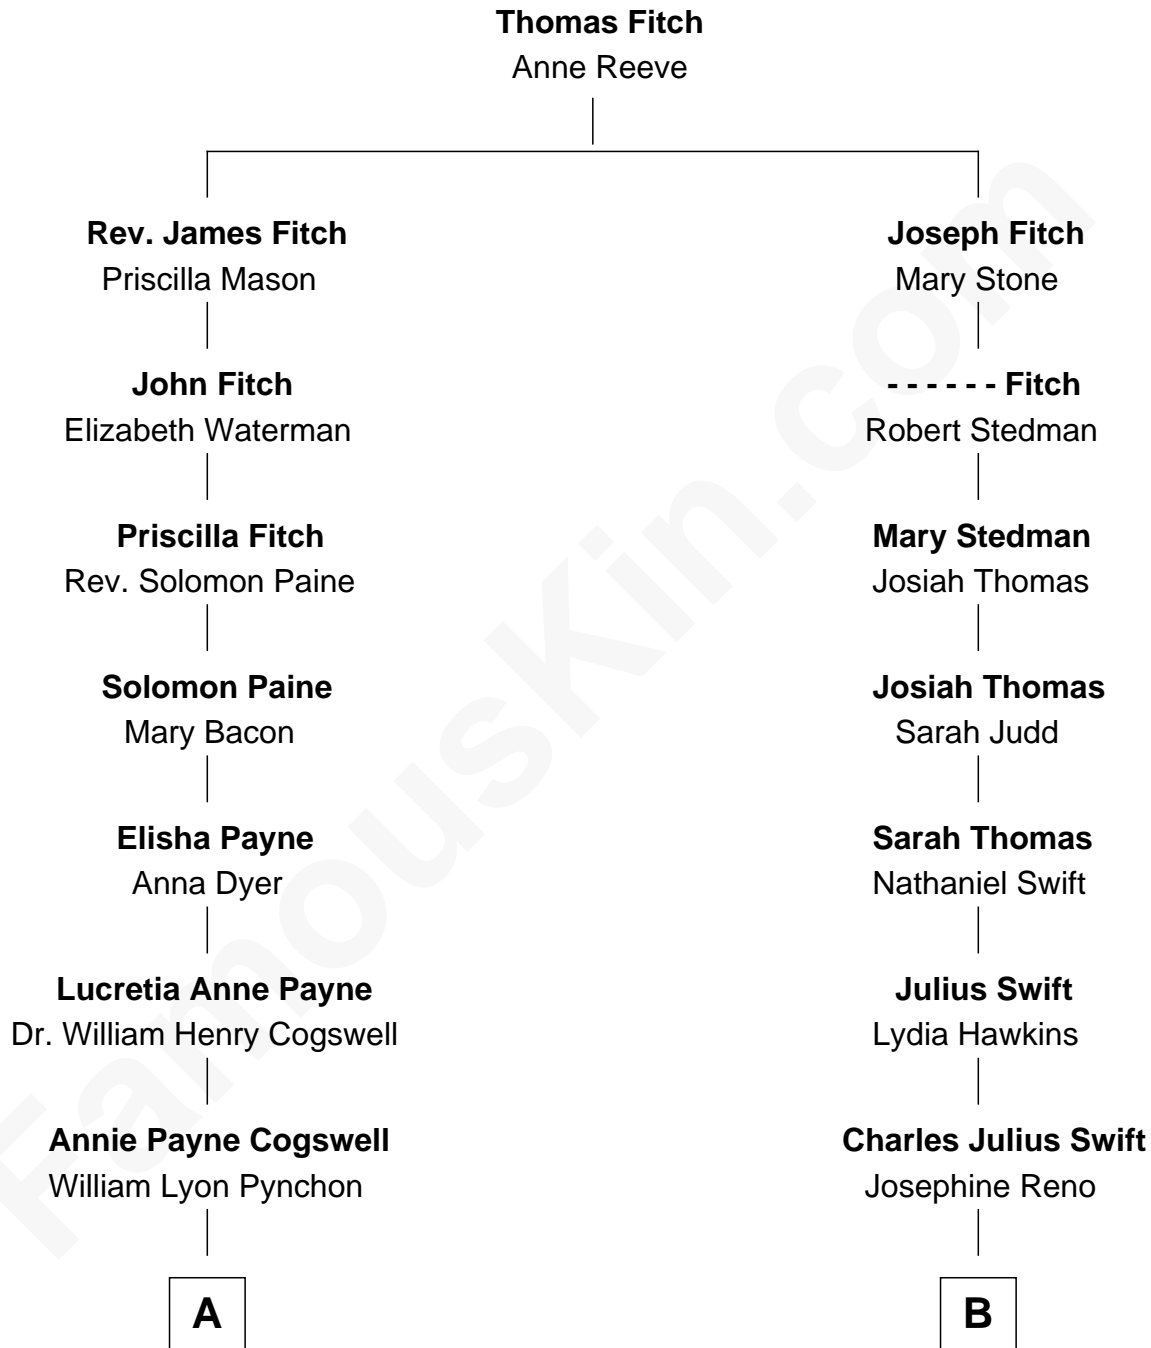 Thomas Fitch
Anne Reeve
Rev. James Fitch
Priscilla Mason
John Fitch
Elizabeth Waterman
Priscilla Fitch
Rev. Solomon Paine
Solomon Paine
Mary Bacon
Elisha Payne
Anna Dyer
Lucretia Anne Payne
Dr. William Henry Cogswell
Annie Payne Cogswell
William Lyon Pynchon
A
Joseph Fitch
Mary Stone
- - - - - - Fitch
Robert Stedman
Mary Stedman
Josiah Thomas
Josiah Thomas
Sarah Judd
Sarah Thomas
Nathaniel Swift
Julius Swift
Lydia Hawkins
Charles Julius Swift
Josephine Reno
B
FamousKin.com